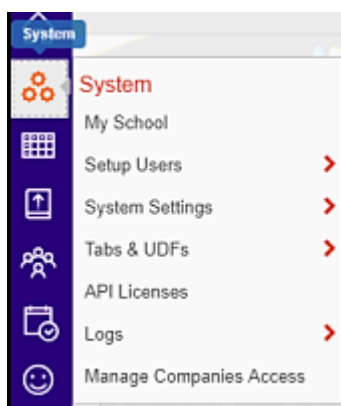 System
System
My School
Setup Users
System Settings
Tabs & UDFs
API Licenses
Logs
Manage Companies Access